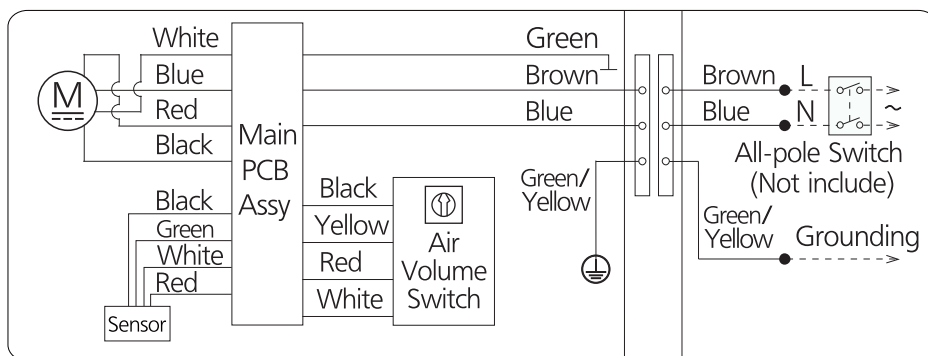 White
Blue
Red
Black
M
Main
PCB
Assy
Green
Brown
Blue
Brown
Blue
L
N
~
All-pole Switch
(Not include)
Green/
Yellow
Green/
Yellow
Grounding
Black
Green
White
Red
Sensor
Black
Yellow
Red
White
Air
Volume
Switch